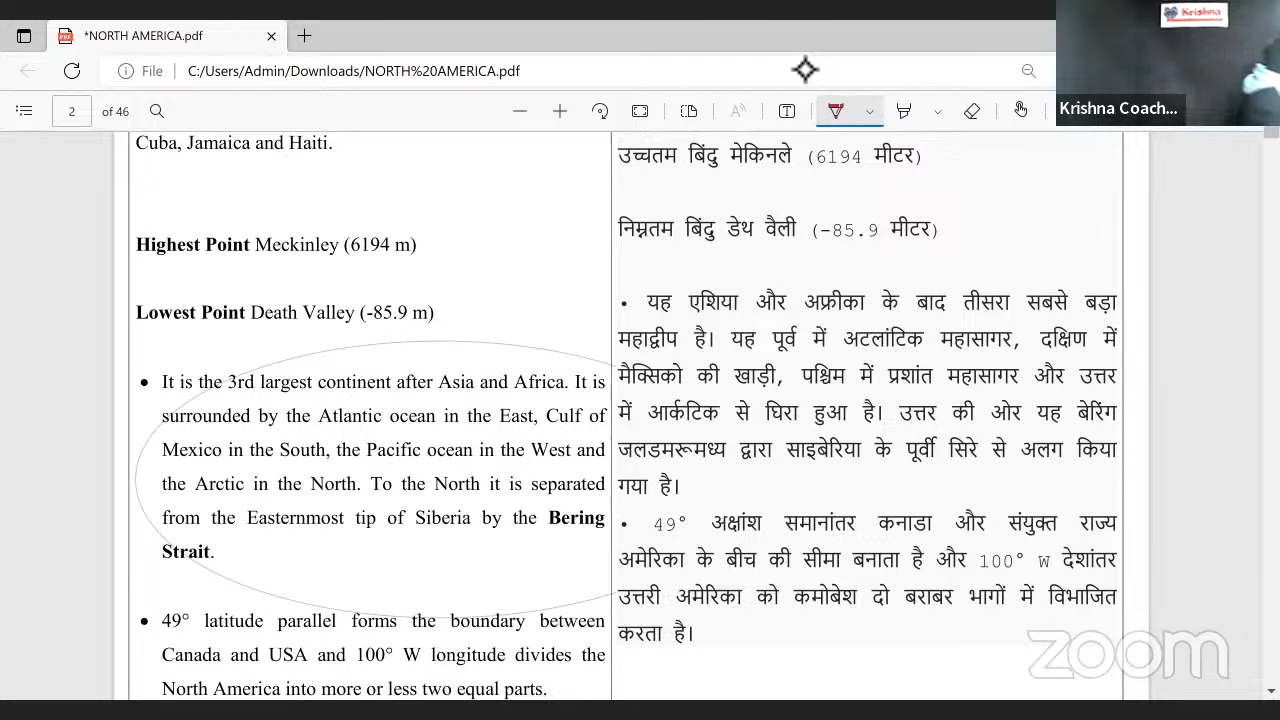 *NORTH AMERICA.pdf
File
C:/Users/Admin/Downloads/NORTH%20AMERICA.pdf
2 of 46
Krishna
Krishna Coach...
Cuba, Jamaica and Haiti.
Highest Point Meckinley (6194 m)
Lowest Point Death Valley (-85.9 m)
• It is the 3rd largest continent after Asia and Africa. It is
surrounded by the Atlantic ocean in the East, Culf of
Mexico in the South, the Pacific ocean in the West and
the Arctic in the North. To the North it is separated
from the Easternmost tip of Siberia by the Bering
Strait.
• 49° latitude parallel forms the boundary between
Canada and USA and 100° W longitude divides the
North America into more or less two equal parts.
उच्चतम बिंदु मेकिनले (6194 मीटर)
निम्नतम बिंदु डेथ वैली (-85.9 मीटर)
• यह एशिया और अफ्रीका के बाद तीसरा सबसे बड़ा
महाद्वीप है। यह पूर्व में अटलांटिक महासागर, दक्षिण में
मैक्सिको की खाड़ी, पश्चिम में प्रशांत महासागर और उत्तर
में आर्कटिक से घिरा हुआ है। उत्तर की ओर यह बेरिंग
जलडमरूमध्य द्वारा साइबेरिया के पूर्वी सिरे से अलग किया
गया है।
• 49° अक्षांश समानांतर कनाडा और संयुक्त राज्य
अमेरिका के बीच की सीमा बनाता है और 100° W देशांतर
उत्तरी अमेरिका को कमोबेश दो बराबर भागों में विभाजित
करता है।
zoom